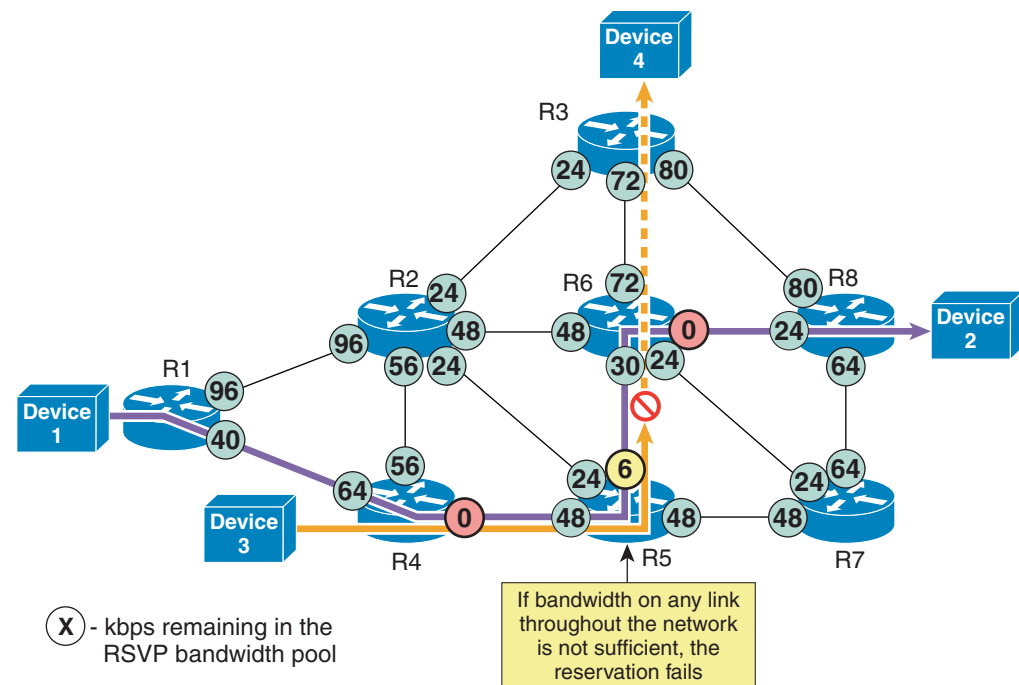 Device
4
R3
24
72
80
R2
R6
R8
24
72
80
96
48
48
0
24
Device
2
R1
56
24
30
24
64
96
Device
1
40
56
64
24
6
24
64
Device
3
0
48
48
48
R4
R5
R7
If bandwidth on any link
throughout the network
is not sufficient, the
reservation fails
X - kbps remaining in the
RSVP bandwidth pool